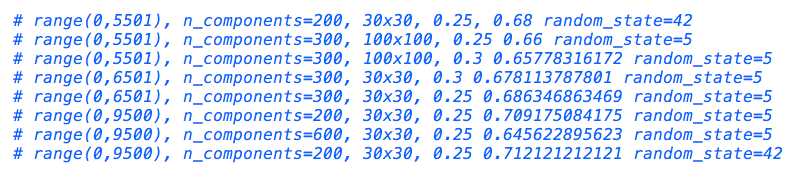 # range(0,5501), n_components=200, 30x30, 0.25, 0.68 random_state=42
# range(0,5501), n_components=300, 100x100, 0.25 0.66 random_state=5
# range(0,5501), n_components=300, 100x100, 0.3 0.65778316172 random_state=5
# range(0,6501), n_components=300, 30x30, 0.3 0.678113787801 random_state=5
# range(0,6501), n_components=300, 30x30, 0.25 0.686346863469 random_state=5
# range(0,9500), n_components=200, 30x30, 0.25 0.709175084175 random_state=5
# range(0,9500), n_components=600, 30x30, 0.25 0.645622895623 random_state=5
# range(0,9500), n_components=200, 30x30, 0.25 0.712121212121 random_state=42